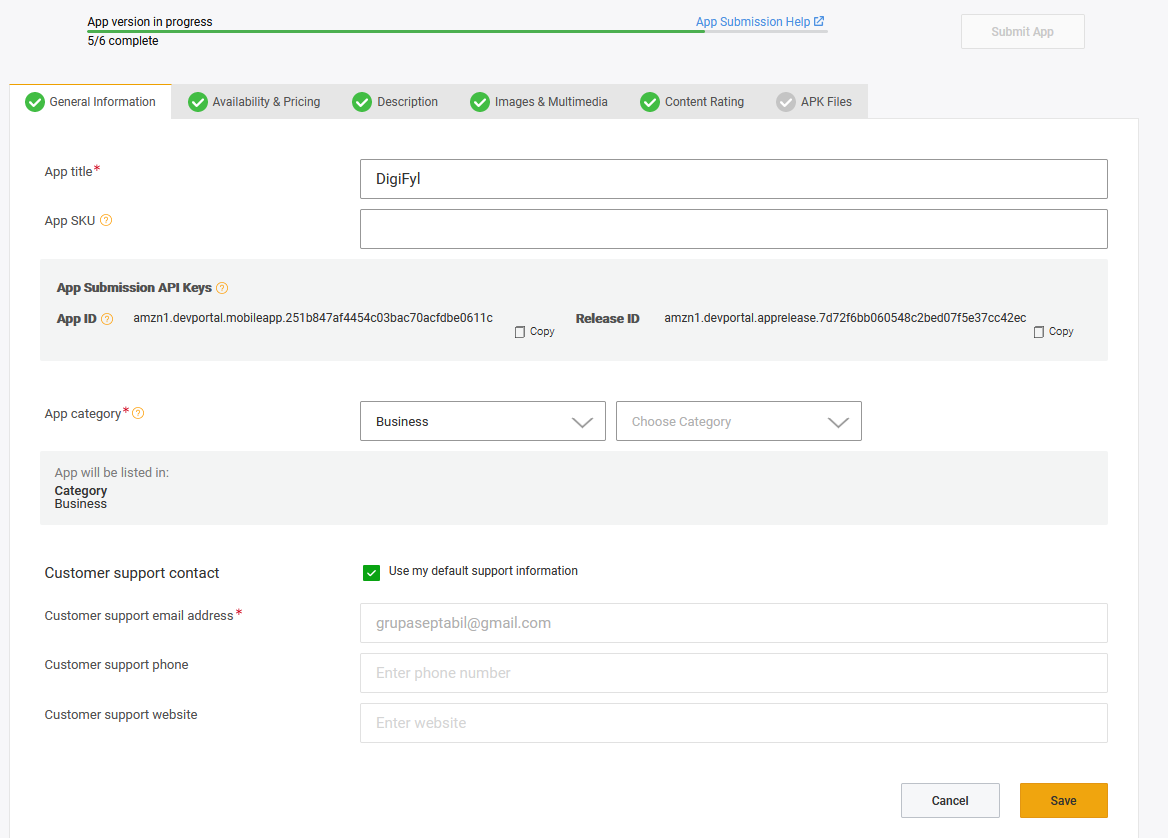 App version in progress
App Submission Help
5/6 complete
Submit App
General Information
Availability & Pricing
Description
Images & Multimedia
Content Rating
APK Files
App title*
DigiFyl
App SKU ?
App Submission API Keys ?
App ID ?
amzn1.devportal.mobileapp.251b847af4454c03bac70acfdbe0611c
Copy
Release ID
amzn1.devportal.apprelease.7d72f6bb060548c2bed07f5e37cc42ec
Copy
App category* ?
Business
Choose Category
App will be listed in:
Category
Business
Customer support contact
Use my default support information
Customer support email address*
grupaseptabil@gmail.com
Customer support phone
Enter phone number
Customer support website
Enter website
Cancel
Save